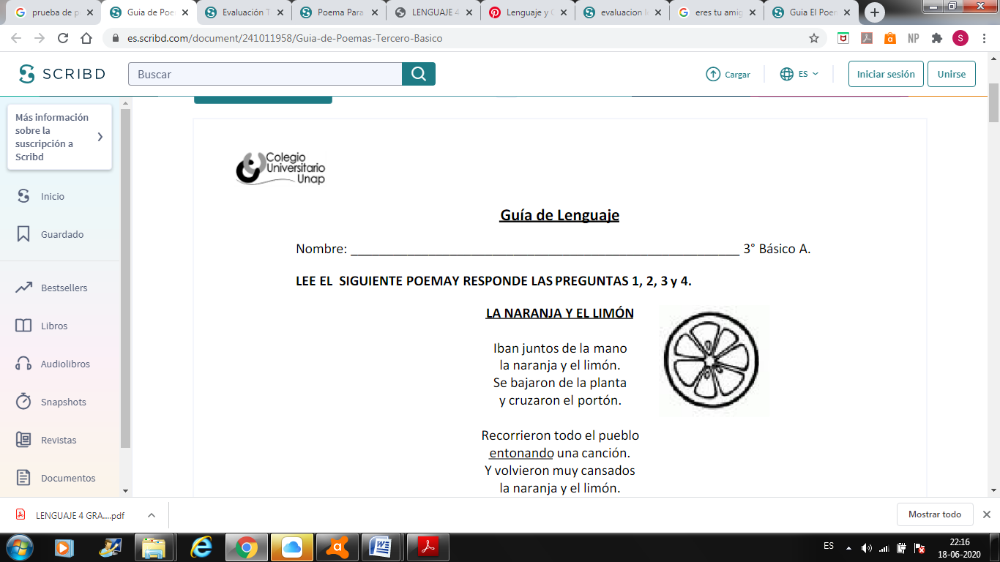 prueba de p
Guía de Poe
Evaluación T
Poema Para
LENGUAJE 4
Lenguaje y C
evaluacion l
eres tu amig
Guia El Poem
es.scribd.com/document/241011958/Guia-de-Poemas-Tercero-Basico
NP
S
SCRIBD
Buscar
Cargar
ES
Iniciar sesión
Unirse
Más información
sobre la
suscripción a
Scribd
Inicio
Guardado
Bestsellers
Libros
Audiolibros
Snapshots
Revistas
Documentos
Colegio
Universitario
Unap
Guía de Lenguaje
Nombre: ______________________________________________________ 3° Básico A.
LEE EL SIGUIENTE POEMAY RESPONDE LAS PREGUNTAS 1, 2, 3 y 4.
LA NARANJA Y EL LIMÓN
Iban juntos de la mano
la naranja y el limón.
Se bajaron de la planta
y cruzaron el portón.
Recorrieron todo el pueblo
entonando una canción.
Y volvieron muy cansados
la naranja y el limón.
LENGUAJE 4 GRA....pdf
Mostrar todo
ES
22:16
18-06-2020